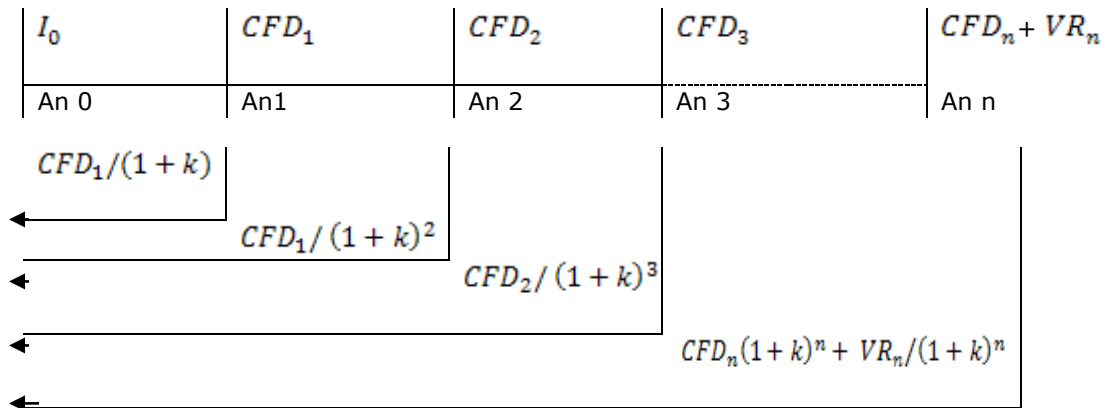 I₀ CFD₁ CFD₂ CFD₃ CFDₙ+ VRₙ
An 0 An1 An 2 An 3 An n
CFD₁/(1 + k)
CFD₁/ (1 + k)²
CFD₂/ (1 + k)³
CFDₙ(1+ k)ⁿ + VRₙ/(1+ k)ⁿ